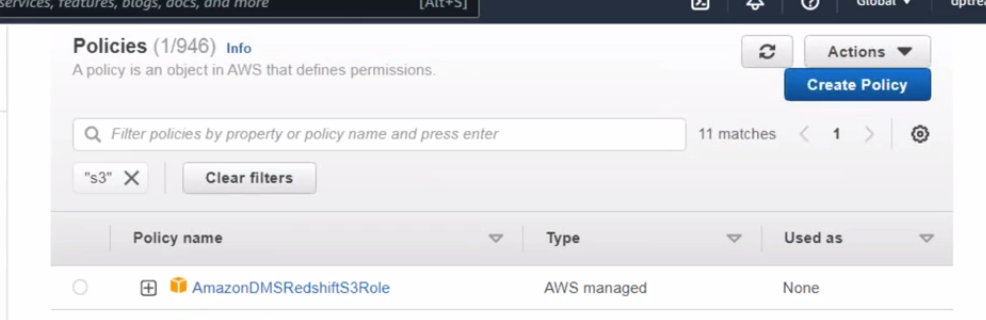 services, features, blogs, docs, and more [Alt+S] Global
Policies (1/946) Info
A policy is an object in AWS that defines permissions.
Actions
Create Policy
Filter policies by property or policy name and press enter 11 matches 1
"s3" Clear filters
Policy name Type Used as
AmazonDMSRedshiftS3Role AWS managed None